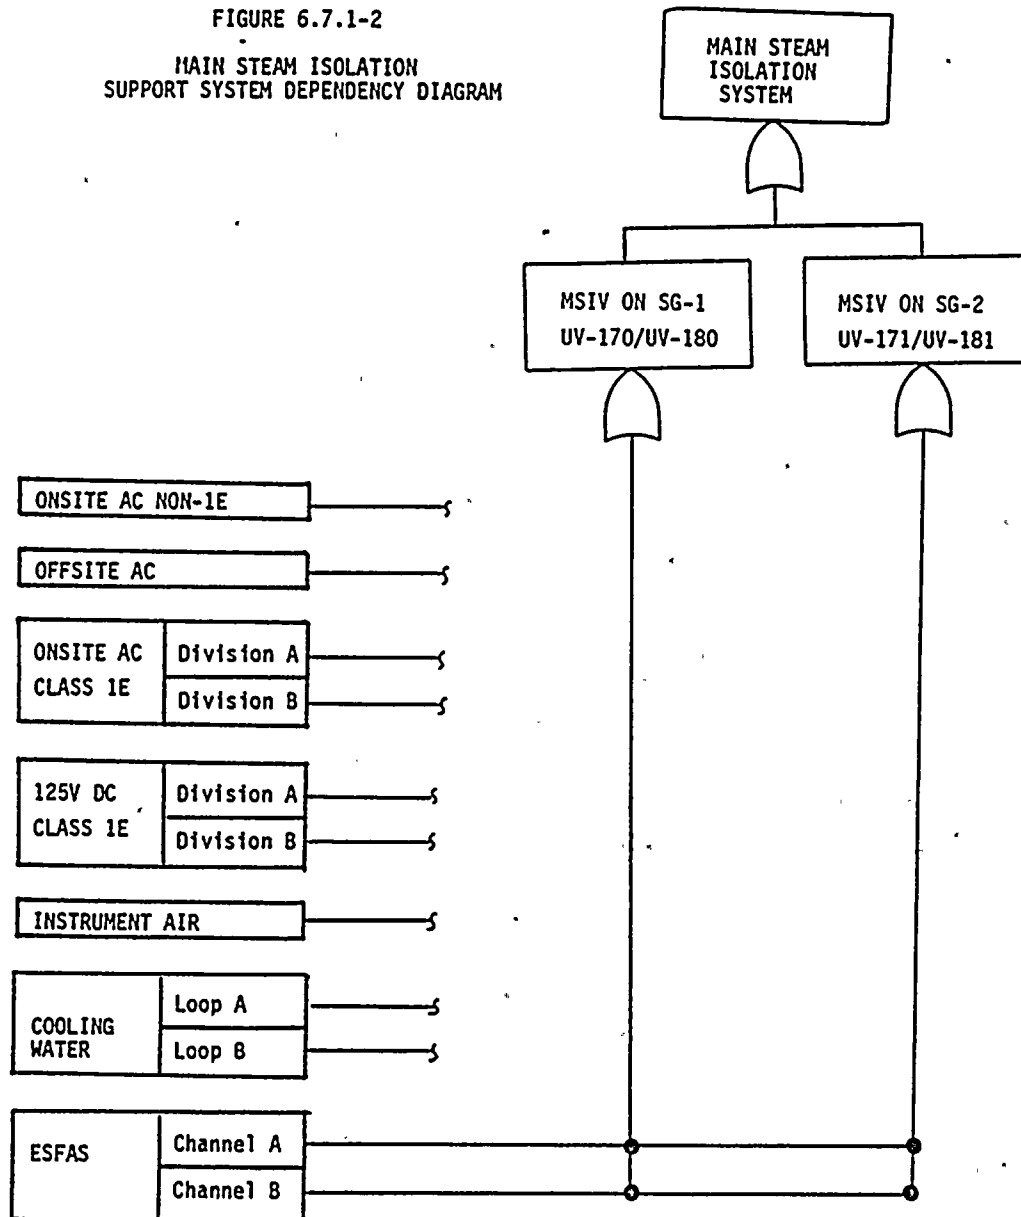 FIGURE 6.7.1-2
MAIN STEAM ISOLATION
SUPPORT SYSTEM DEPENDENCY DIAGRAM
MAIN STEAM
ISOLATION
SYSTEM
MSIV ON SG-1
UV-170/UV-180
MSIV ON SG-2
UV-171/UV-181
ONSITE AC NON-1E
OFFSITE AC
ONSITE AC
CLASS 1E
Division A
Division B
125V DC
CLASS 1E
Division A
Division B
INSTRUMENT AIR
COOLING
WATER
Loop A
Loop B
ESFAS
Channel A
Channel B